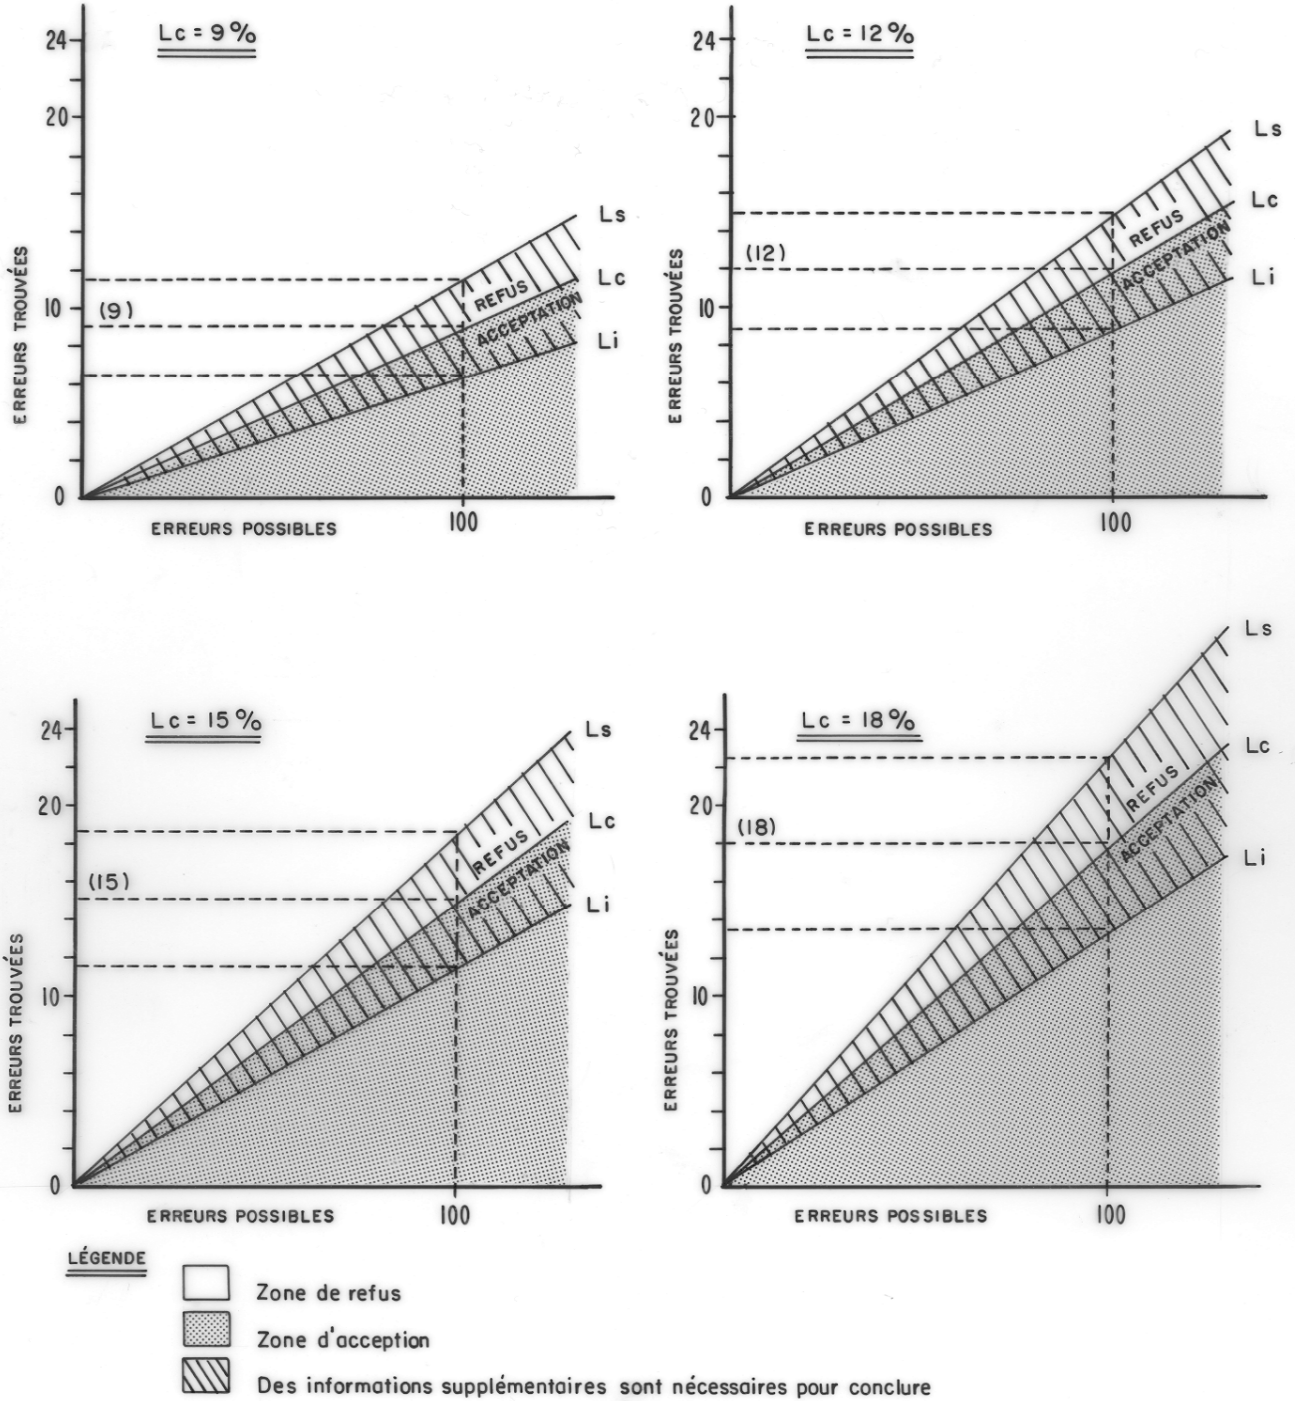 Lc = 9%
24
20
10
0
(9)
ERREURS TROUVÉES
ERREURS POSSIBLES
100
REFUS
ACCEPTATION
Ls
Lc
Li
Lc = 12%
24
20
10
0
(12)
ERREURS TROUVÉES
ERREURS POSSIBLES
100
REFUS
ACCEPTATION
Ls
Lc
Li
Lc = 15%
24
20
10
0
(15)
ERREURS TROUVÉES
ERREURS POSSIBLES
100
REFUS
ACCEPTATION
Ls
Lc
Li
Lc = 18%
24
20
10
0
(18)
ERREURS TROUVÉES
ERREURS POSSIBLES
100
REFUS
ACCEPTATION
Ls
Lc
Li
LÉGENDE
Zone de refus
Zone d'acception
Des informations supplémentaires sont nécessaires pour conclure